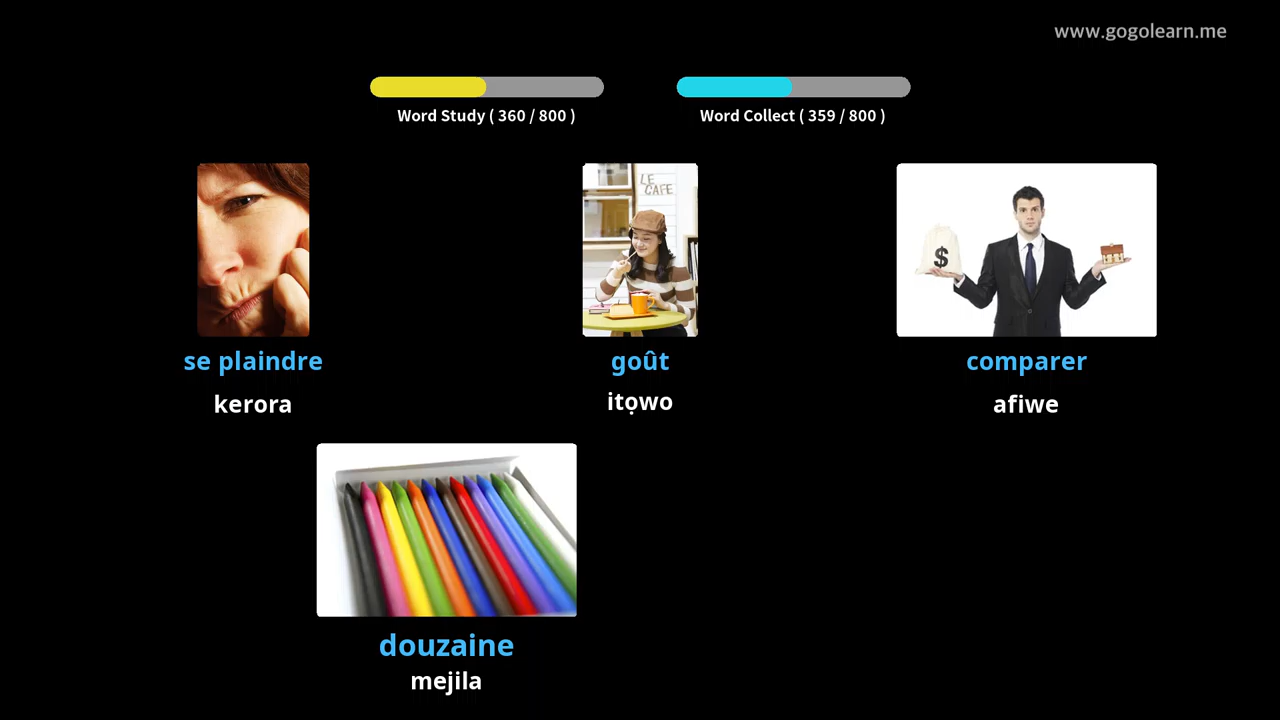 www.gogolearn.me
Word Study ( 360 / 800 )
Word Collect ( 359 / 800 )
LE
CAFE
$
se plaindre
goût
comparer
kerora
itọwo
afiwe
douzaine
mejila